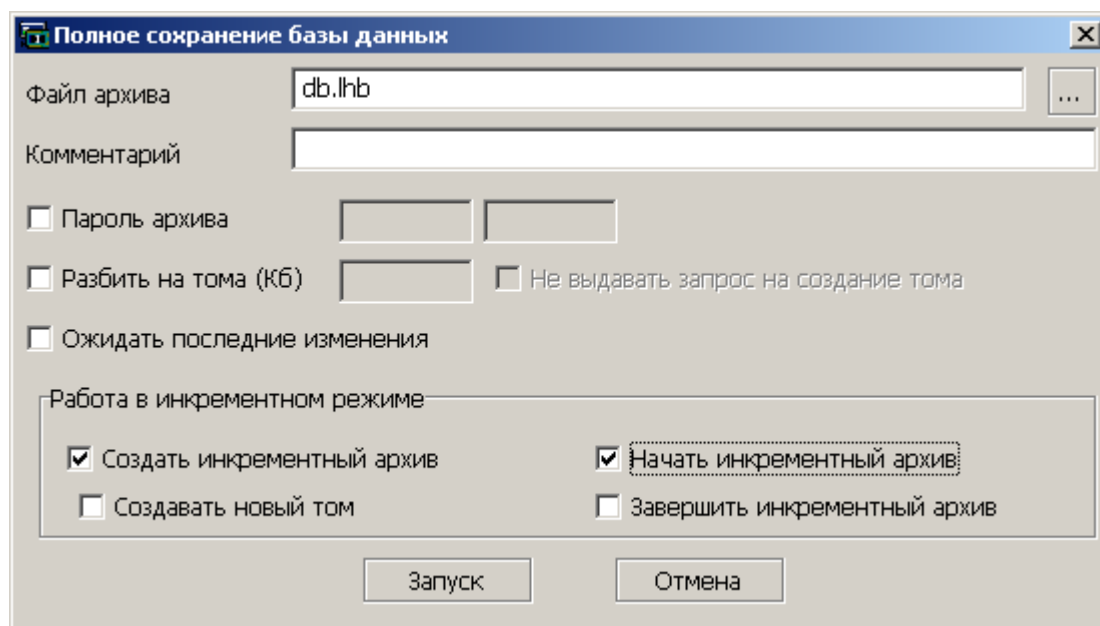 Полное сохранение базы данных
Файл архива db.lhb ...
Комментарий
Пароль архива
Разбить на тома (Кб) Не выдавать запрос на создание тома
Ожидать последние изменения
Работа в инкрементном режиме
Создать инкрементный архив Начать инкрементный архив
Создавать новый том Завершить инкрементный архив
Запуск Отмена